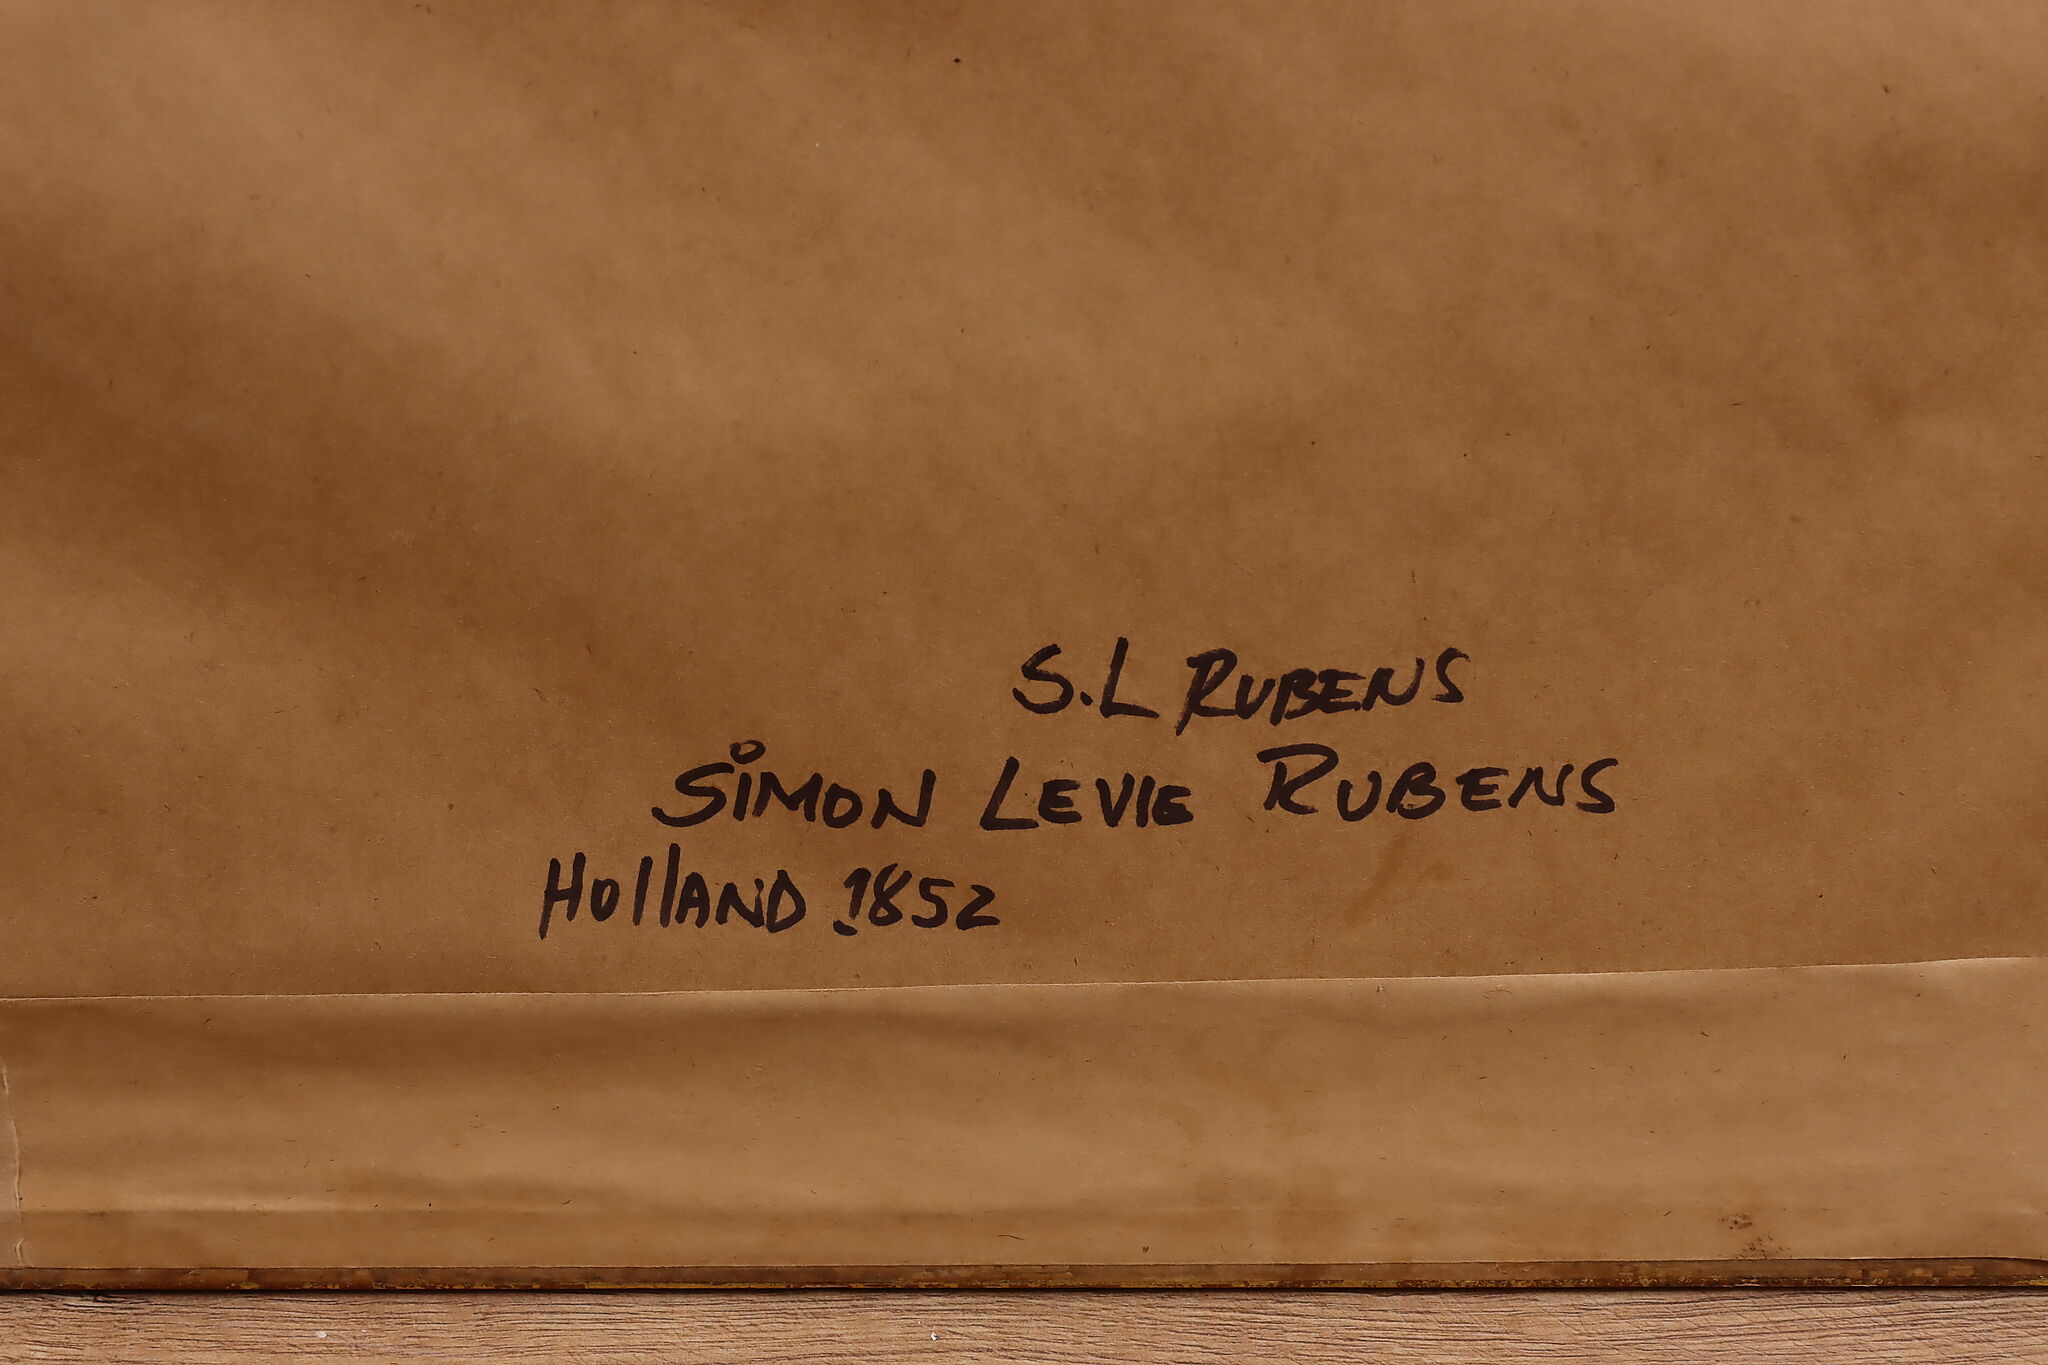 S.L RUBENS
SIMON LEVIE RUBENS
HOllAND 1852